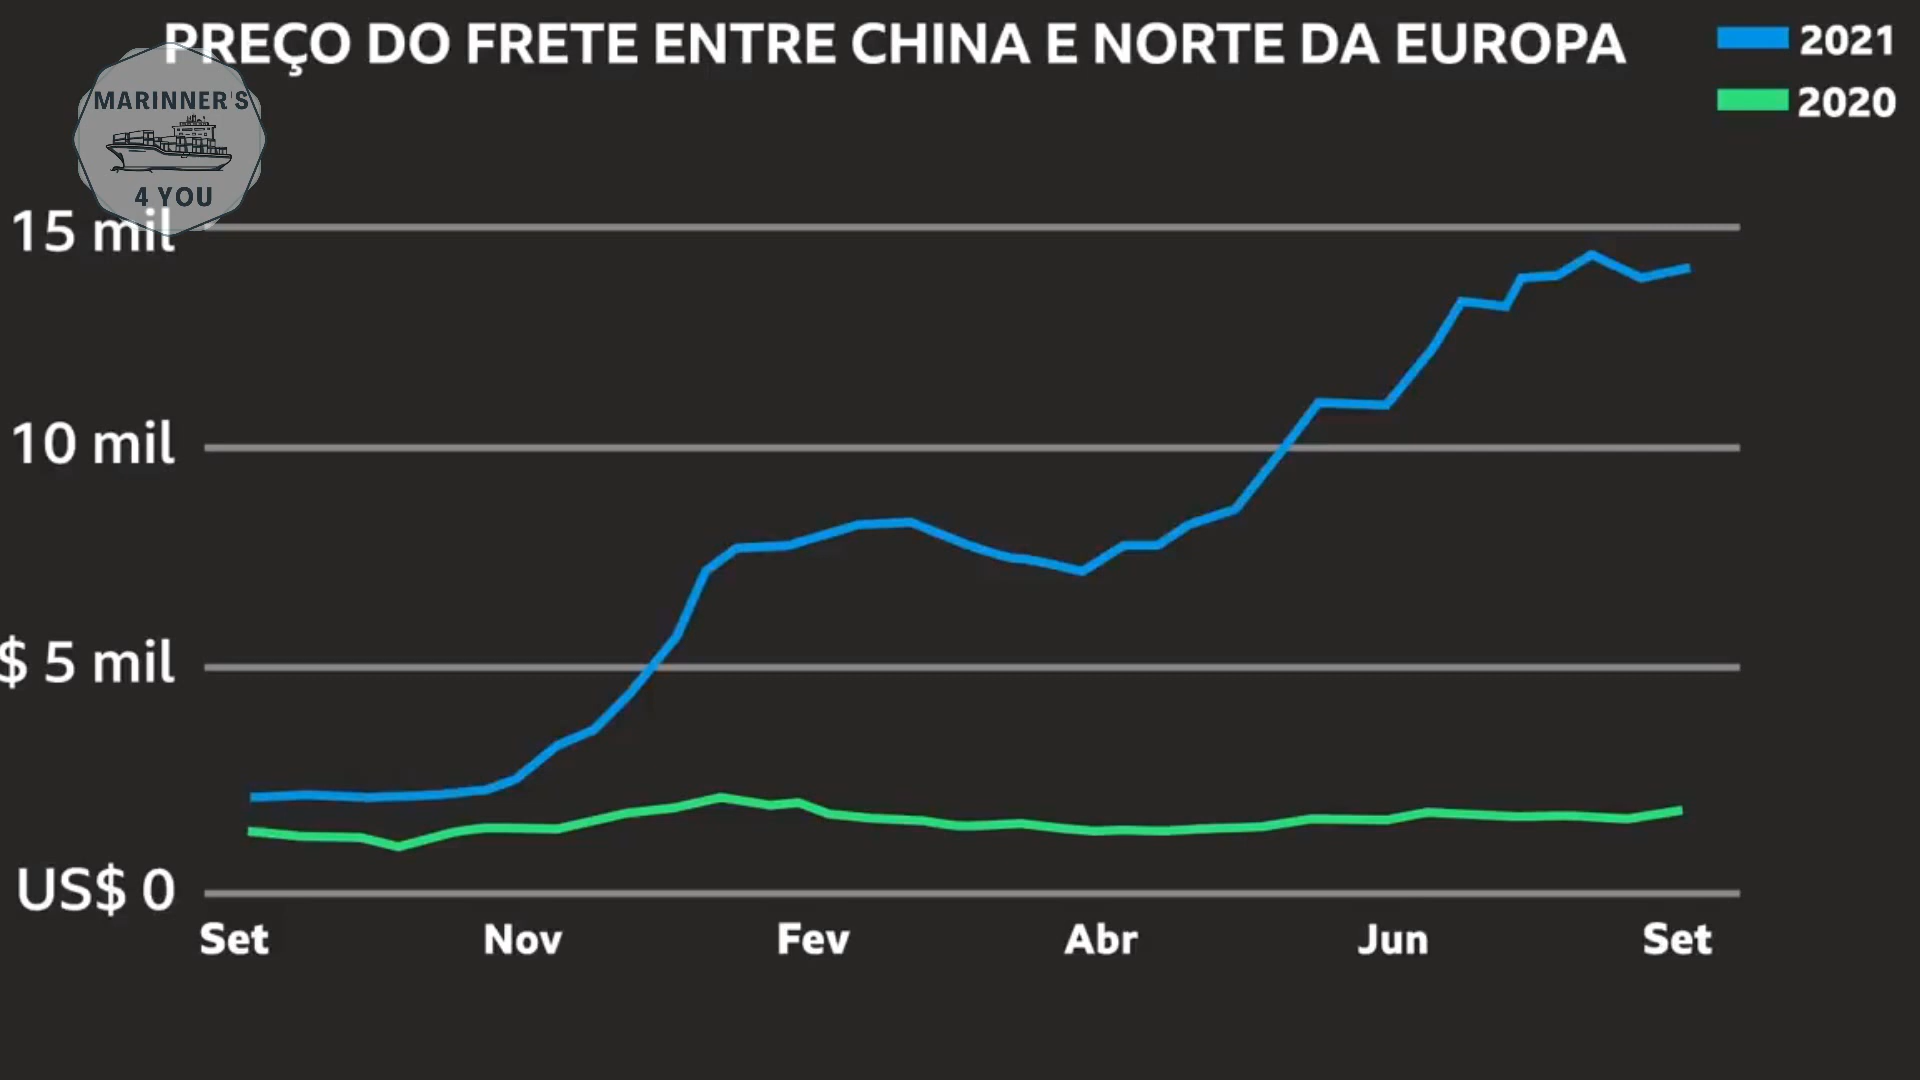 PREÇO DO FRETE ENTRE CHINA E NORTE DA EUROPA
2021
2020
MARINNER'S
4 YOU
15 mil
10 mil
$ 5 mil
US$ 0
Set Nov Fev Abr Jun Set